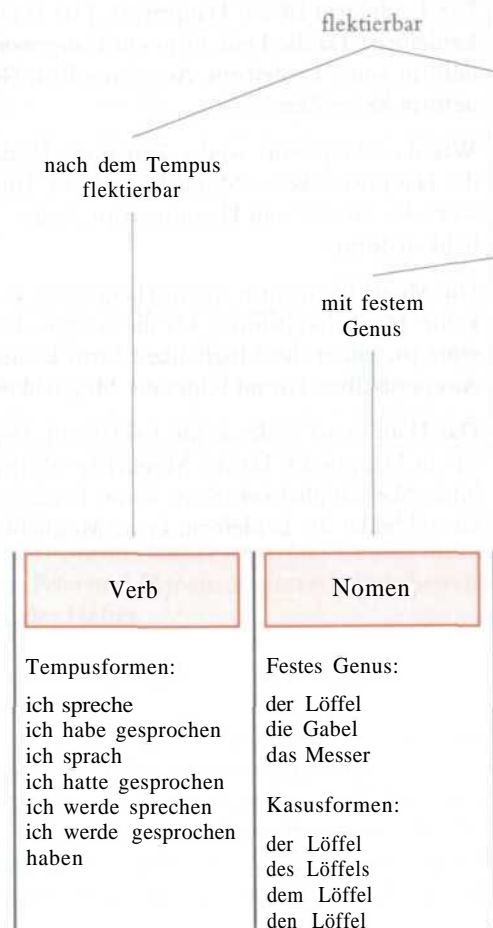 flektierbar
nach dem Tempus
flektierbar
mit festem
Genus
Verb
Tempusformen:
ich spreche
ich habe gesprochen
ich sprach
ich hatte gesprochen
ich werde sprechen
ich werde gesprochen
haben
Nomen
Festes Genus:
der Löffel
die Gabel
das Messer
Kasusformen:
der Löffel
des Löffels
dem Löffel
den Löffel